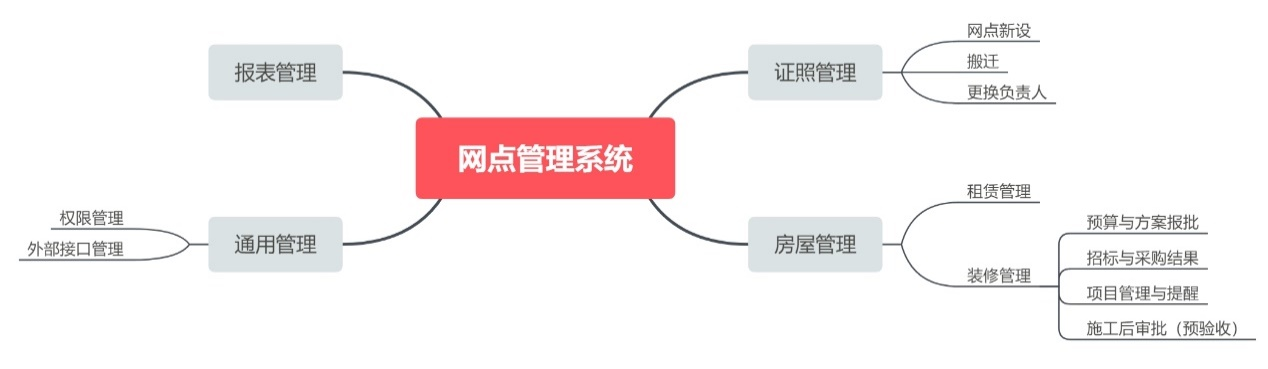 网点管理系统
证照管理
网点新设
搬迁
更换负责人
房屋管理
租赁管理
装修管理
预算与方案报批
招标与采购结果
项目管理与提醒
施工后审批（预验收）
报表管理
通用管理
权限管理
外部接口管理